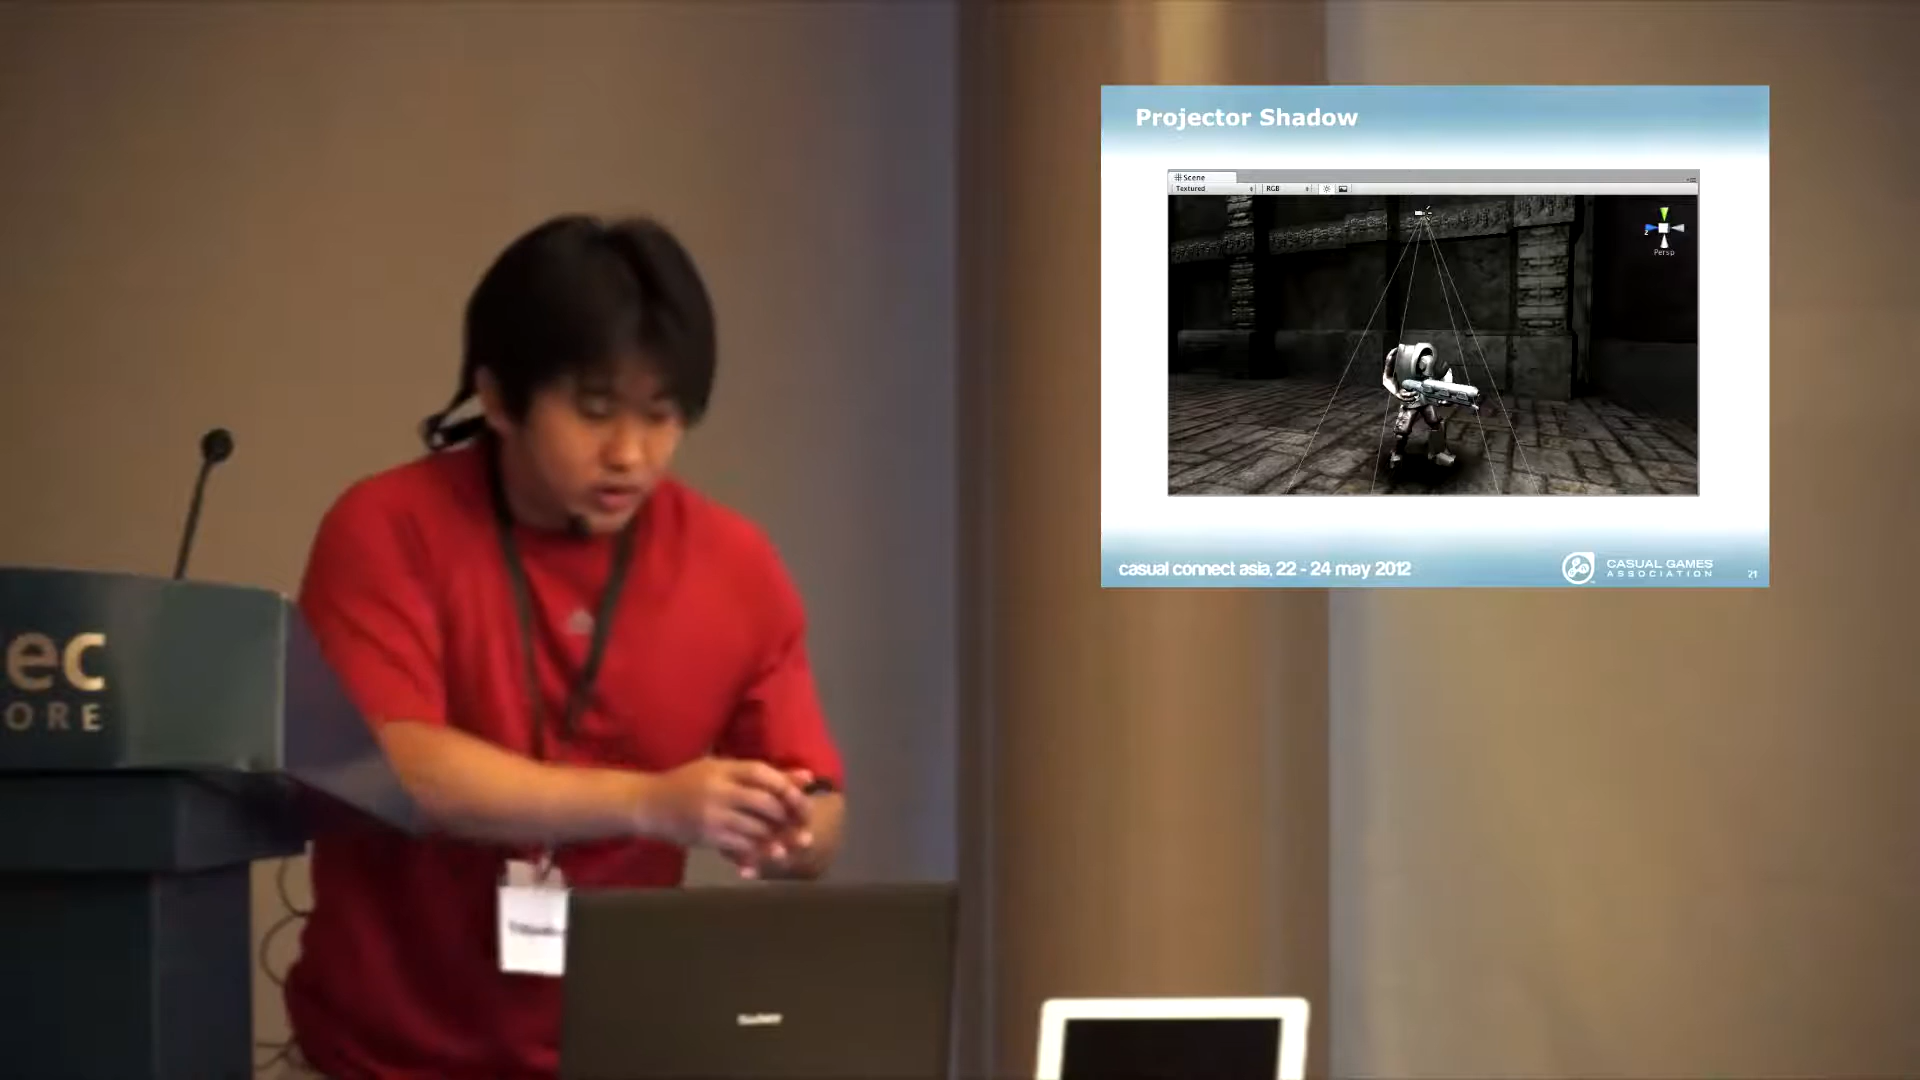 Projector Shadow
Scene
Textured
RGB
z
Persp
casual connect asia, 22 - 24 may 2012
CASUAL GAMES
ASSOCIATION
21
ec
ORE